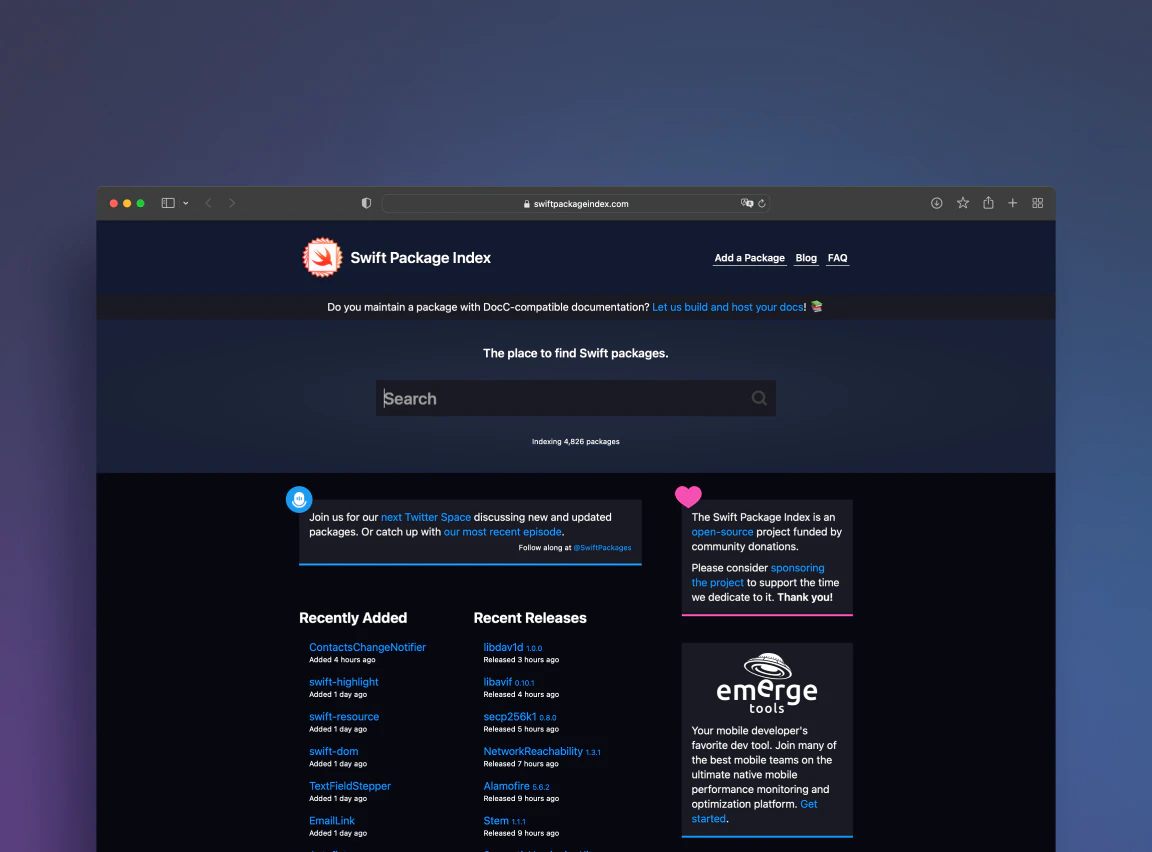 swiftpackageindex.com
Swift Package Index
Add a Package Blog FAQ
Do you maintain a package with DocC-compatible documentation? Let us build and host your docs!
The place to find Swift packages.
Search
Indexing 4,826 packages
Join us for our next Twitter Space discussing new and updated
packages. Or catch up with our most recent episode.
Follow along at @SwiftPackages
Recently Added
ContactsChangeNotifier
Added 4 hours ago
swift-highlight
Added 1 day ago
swift-resource
Added 1 day ago
swift-dom
Added 1 day ago
TextFieldStepper
Added 1 day ago
EmailLink
Added 1 day ago
Recent Releases
libdav1d 1.0.0
Released 3 hours ago
libavif 0.10.1
Released 4 hours ago
secp256k1 0.8.0
Released 5 hours ago
NetworkReachability 1.3.1
Released 7 hours ago
Alamofire 5.6.2
Released 9 hours ago
Stem 1.1.1
Released 9 hours ago
The Swift Package Index is an
open-source project funded by
community donations.
Please consider sponsoring
the project to support the time
we dedicate to it. Thank you!
emerge
tools
Your mobile developer's
favorite dev tool. Join many of
the best mobile teams on the
ultimate native mobile
performance monitoring and
optimization platform. Get
started.